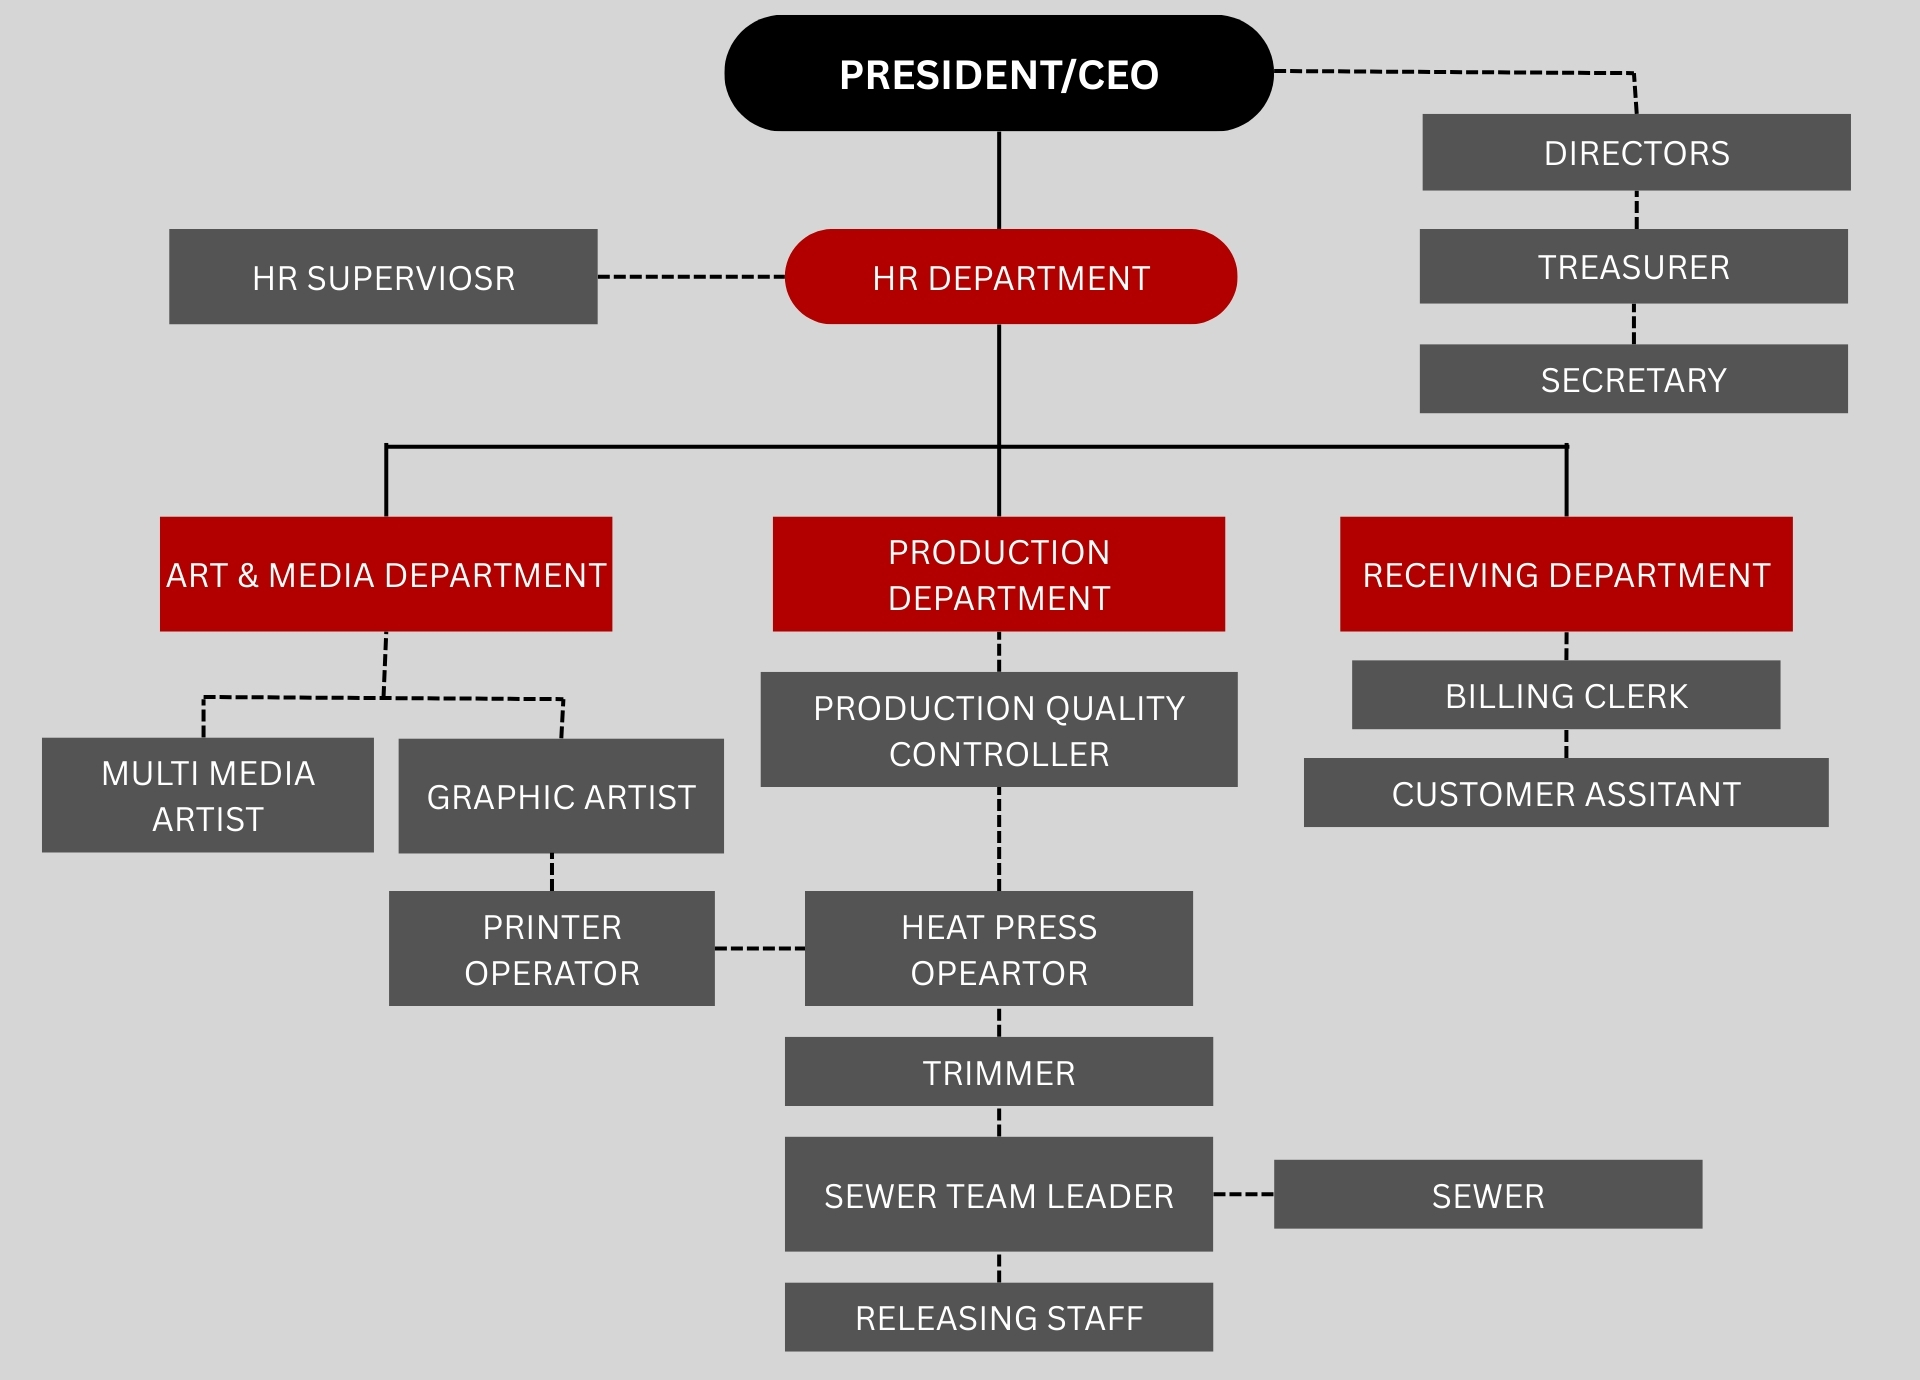 PRESIDENT/CEO
DIRECTORS
HR SUPERVIOSR
HR DEPARTMENT
TREASURER
SECRETARY
ART & MEDIA DEPARTMENT
PRODUCTION
DEPARTMENT
RECEIVING DEPARTMENT
MULTI MEDIA
ARTIST
GRAPHIC ARTIST
PRODUCTION QUALITY
CONTROLLER
BILLING CLERK
CUSTOMER ASSITANT
PRINTER
OPERATOR
HEAT PRESS
OPEARTOR
TRIMMER
SEWER TEAM LEADER
SEWER
RELEASING STAFF